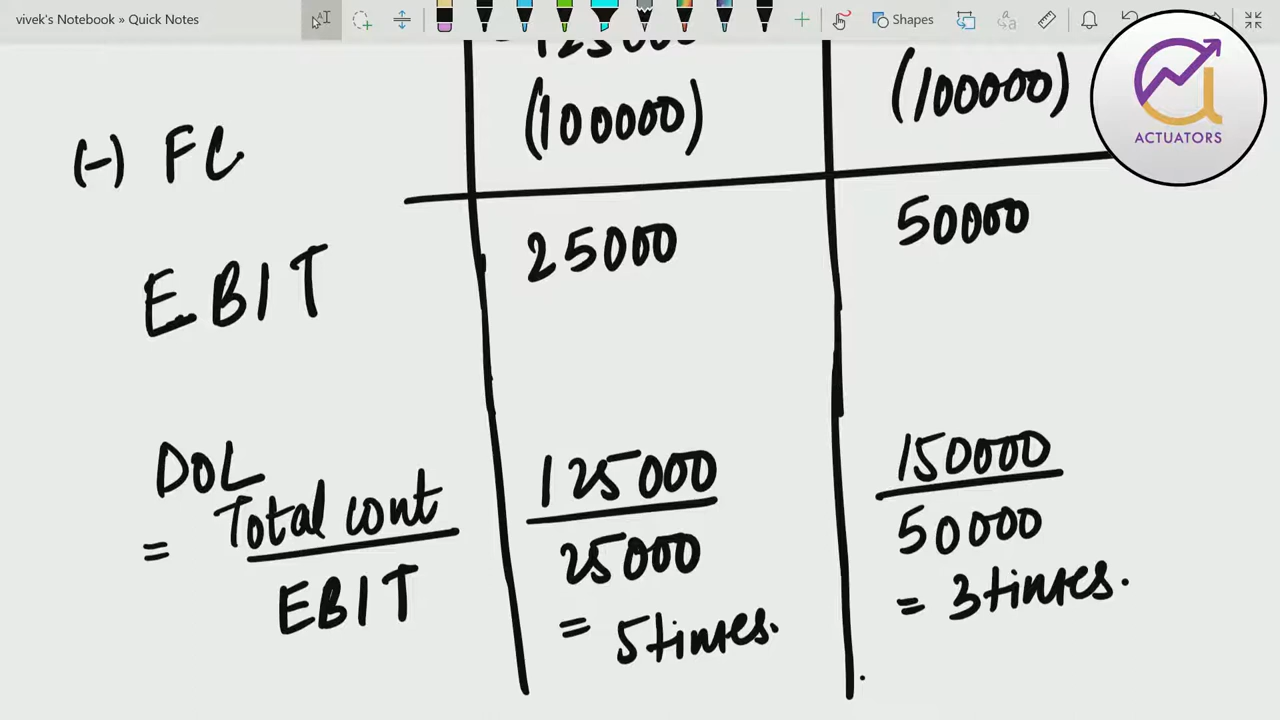 vivek's Notebook » Quick Notes
Shapes
125000
(-) FC (100000) (100000)
EBIT 25000 50000
DOL
= Total cont / EBIT
125000 / 25000
= 5 times.
150000 / 50000
= 3 times.
ACTUATORS